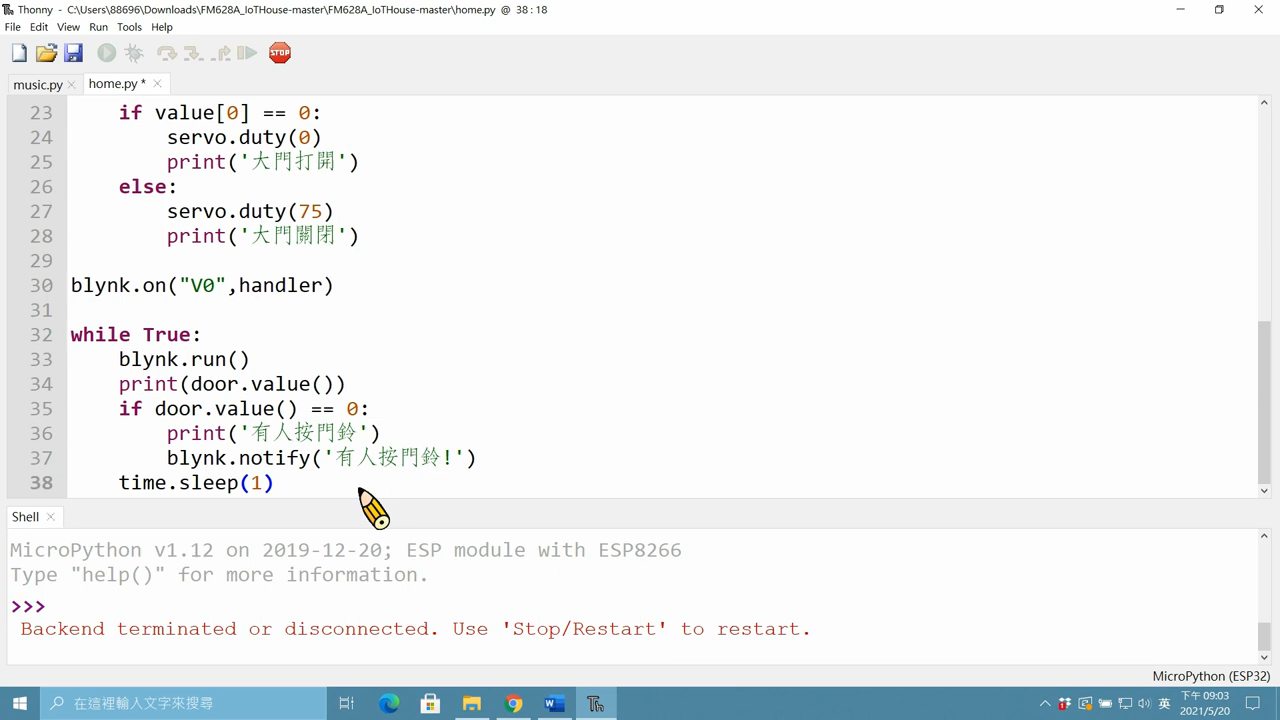 Thonny - C:\Users\88696\Downloads\FM628A_IoTHouse-master\FM628A_IoTHouse-master\home.py @ 38 : 18
File Edit View Run Tools Help
STOP
music.py home.py *
23 if value[0] == 0:
24 servo.duty(0)
25 print('大門打開')
26 else:
27 servo.duty(75)
28 print('大門關閉')
29
30 blynk.on("V0",handler)
31
32 while True:
33 blynk.run()
34 print(door.value())
35 if door.value() == 0:
36 print('有人按門鈴')
37 blynk.notify('有人按門鈴!')
38 time.sleep(1)
Shell
MicroPython v1.12 on 2019-12-20; ESP module with ESP8266
Type "help()" for more information.
>>>
Backend terminated or disconnected. Use 'Stop/Restart' to restart.
MicroPython (ESP32)
在這裡輸入文字來搜尋
英
下午 09:03
2021/5/20